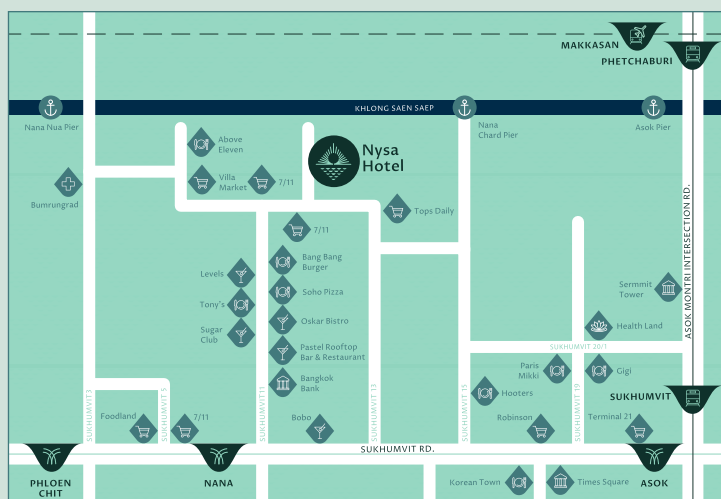 MAKKASAN
PHETCHABURI
KHLONG SAEN SAEP
Nana Nua Pier
Nana
Chard Pier
Asok Pier
Above
Eleven
Nysa
Hotel
Villa
Market
7/11
Bumrungrad
Tops Daily
7/11
ASOK MONTRI INTERSECTION RD.
Bang Bang
Burger
Levels
Soho Pizza
Sermmit
Tower
Tony's
Oskar Bistro
Health Land
Sugar
Club
Pastel Rooftop
Bar & Restaurant
SUKHUMVIT 20/1
Paris
Mikki
Gigi
Bangkok
Bank
Hooters
SUKHUMVIT
SUKHUMVIT 3
SUKHUMVIT 5
SUKHUMVIT 11
SUKHUMVIT 13
SUKHUMVIT 15
SUKHUMVIT 19
Foodland
7/11
Bobo
Robinson
Terminal 21
SUKHUMVIT RD.
PHLOEN
CHIT
NANA
Korean Town
Times Square
ASOK